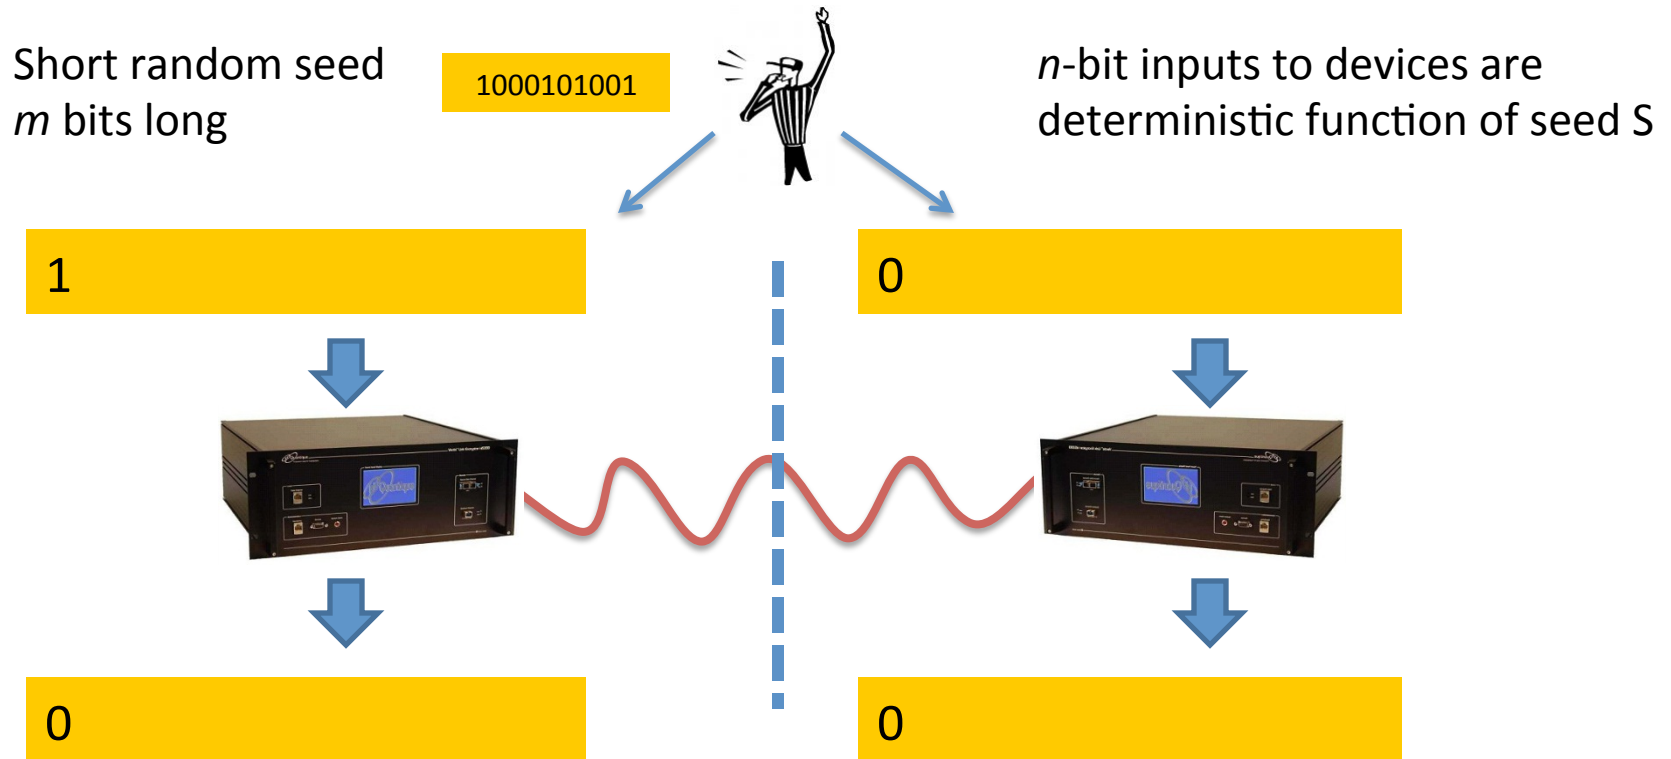 Short random seed
m bits long
1000101001
n-bit inputs to devices are
deterministic function of seed S
1
0
0
0